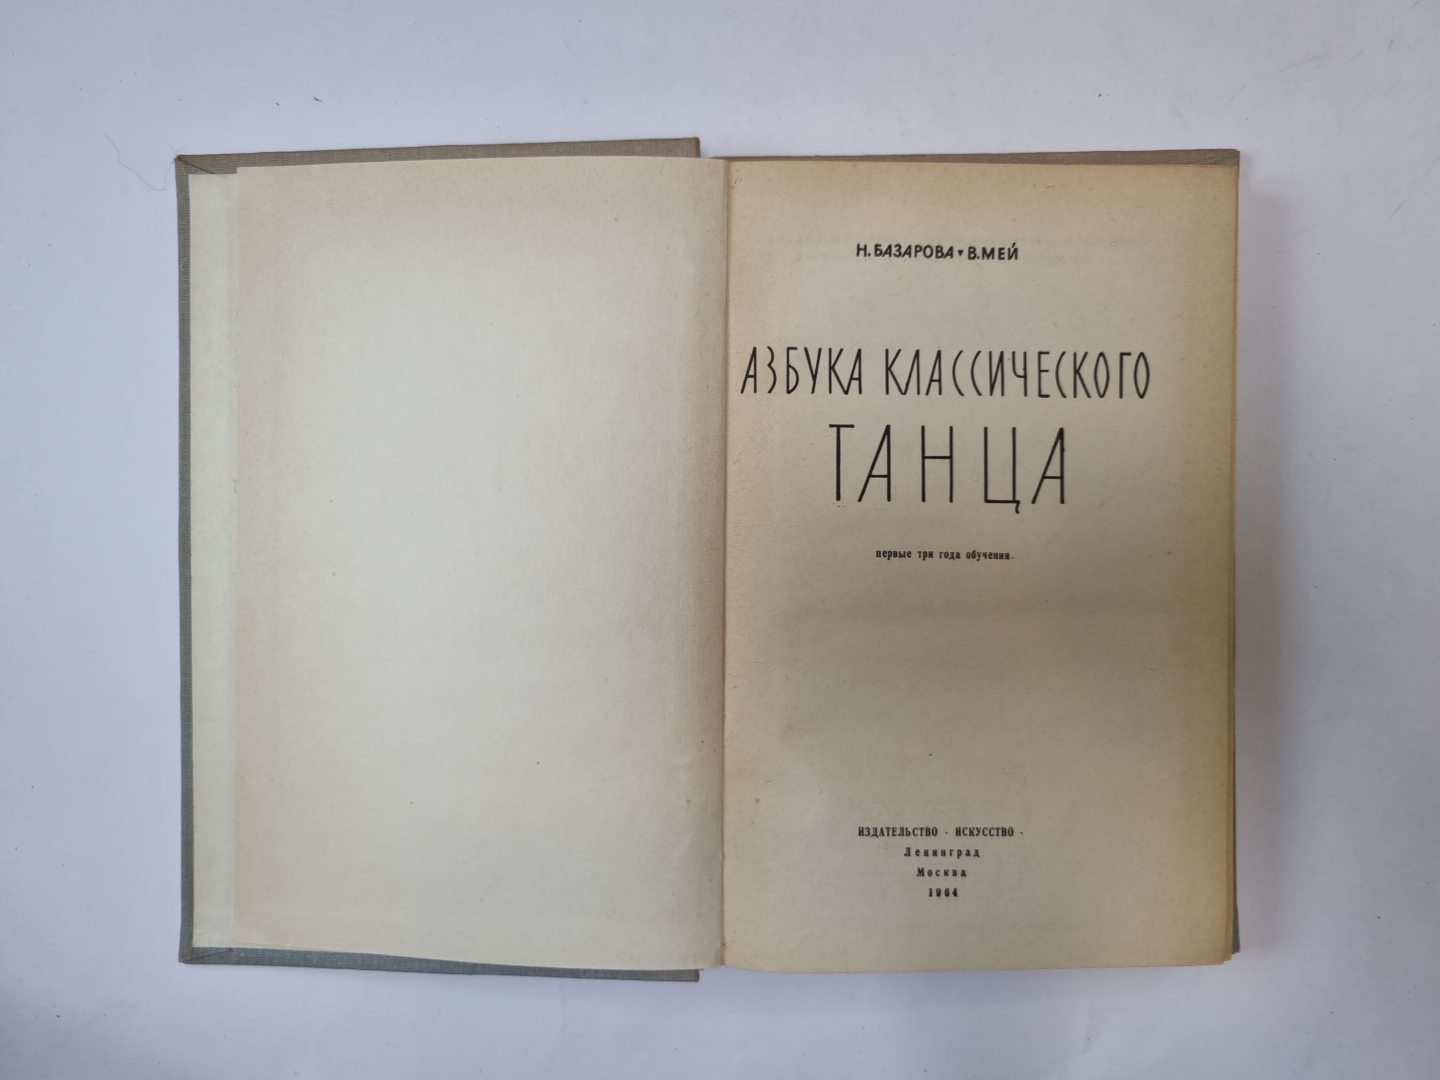 Н. БАЗАРОВА ▾ В. МЕЙ
АЗБУКА КЛАССИЧЕСКОГО
ТАНЦА
первые три года обучения
ИЗДАТЕЛЬСТВО · ИСКУССТВО ·
Ленинград
Москва
1964